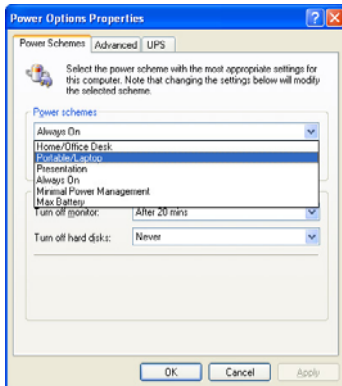 Power Options Properties
Power Schemes Advanced UPS
Select the power scheme with the most appropriate settings for
this computer. Note that changing the settings below will modify
the selected scheme.
Power schemes
Always On
Home/Office Desk
Portable/Laptop
Presentation
Always On
Minimal Power Management
Max Battery
Turn off monitor: After 20 mins
Turn off hard disks: Never
OK Cancel Apply